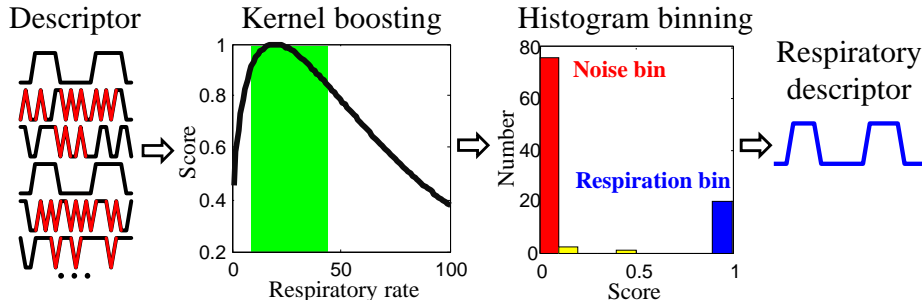 Descriptor
Kernel boosting
Histogram binning
Respiratory
descriptor
Score
1
0.8
0.6
0.4
0.2
0
50
100
Respiratory rate
Number
80
60
40
20
0
Noise bin
Respiration bin
0
0.5
1
Score